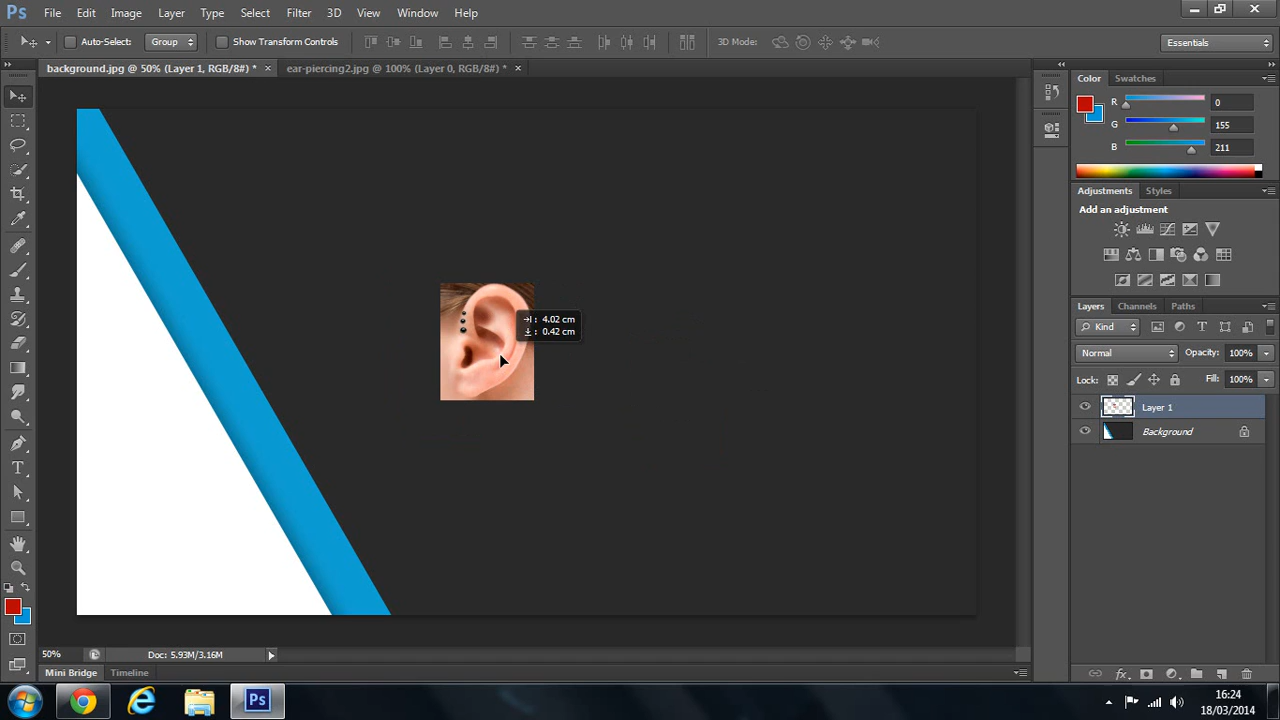 Ps File Edit Image Layer Type Select Filter 3D View Window Help
Auto-Select: Group Show Transform Controls 3D Mode: Essentials
background.jpg @ 50% (Layer 1, RGB/8#) * × ear-piercing2.jpg @ 100% (Layer 0, RGB/8#) * ×
Color Swatches
R 0
G 155
B 211
Adjustments Styles
Add an adjustment
Layers Channels Paths
Kind
Normal Opacity: 100%
Lock: Fill: 100%
Layer 1
Background
: 4.02 cm
: 0.42 cm
50% Doc: 5.93M/3.16M
Mini Bridge Timeline
Ps
16:24
18/03/2014